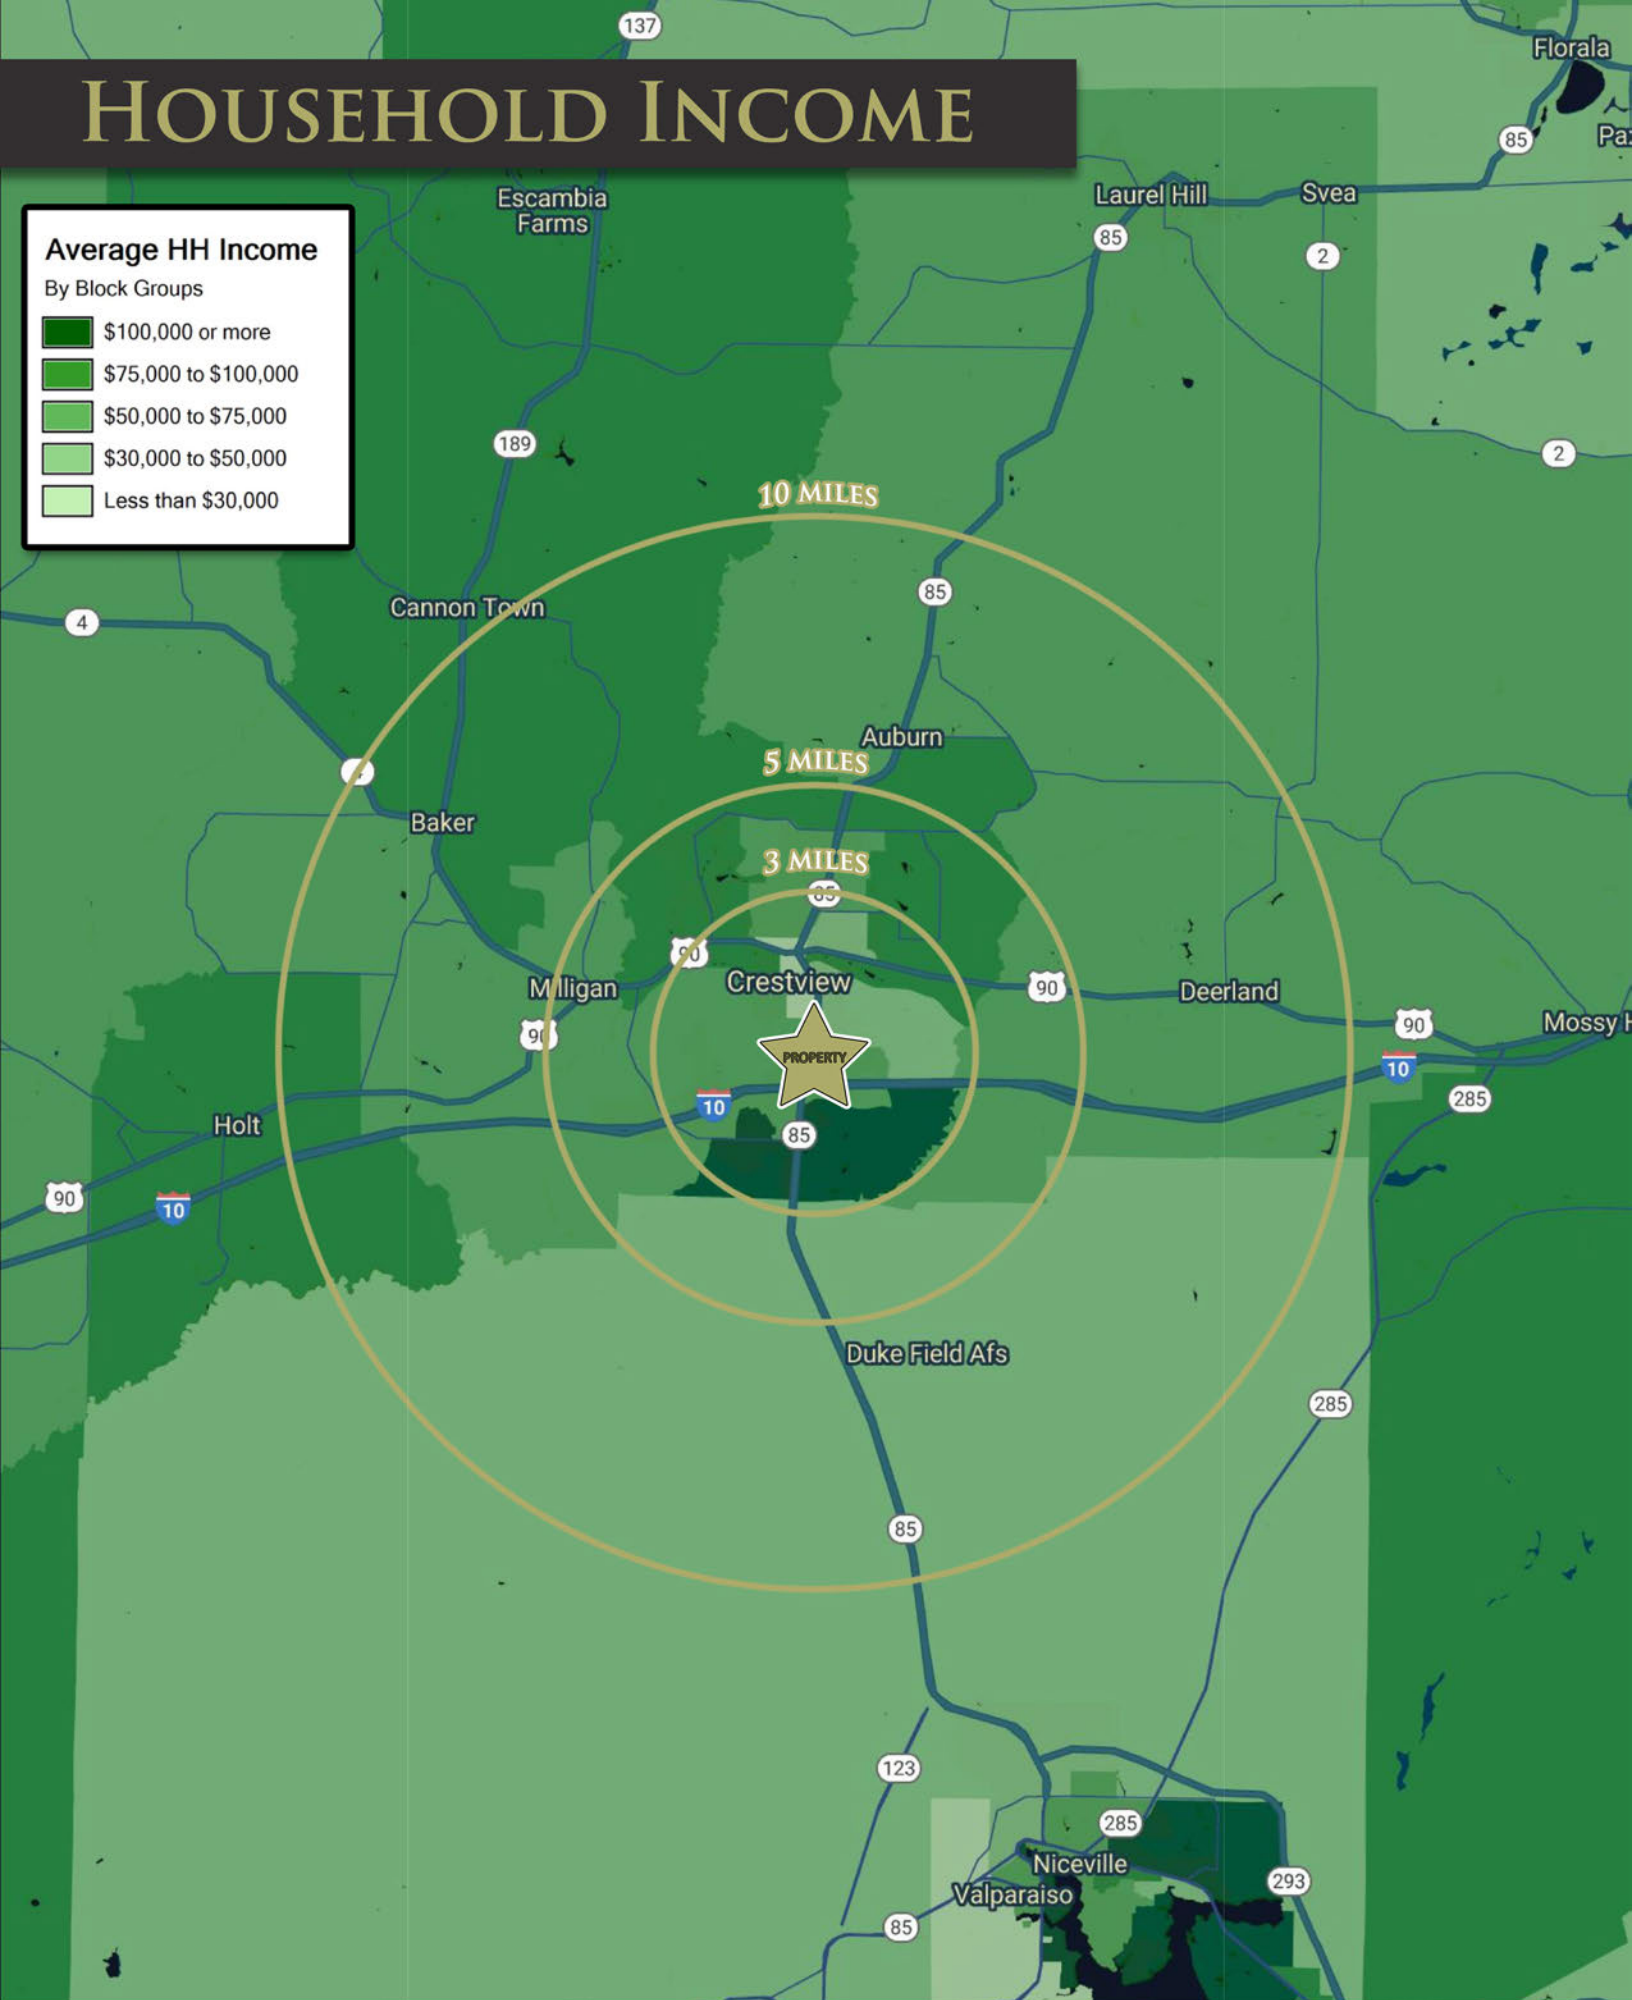 137
Florala
HOUSEHOLD INCOME
85
Escambia
Farms
Laurel Hill
Svea
85
2
Average HH Income
By Block Groups
$100,000 or more
$75,000 to $100,000
$50,000 to $75,000
$30,000 to $50,000
Less than $30,000
189
2
10 MILES
85
Cannon Town
4
Auburn
5 MILES
Baker
3 MILES
85
90
Crestview
Milligan
90
Deerland
90
Mossy
90
PROPERTY
10
10
285
Holt
85
90
10
Duke Field Afs
285
85
123
285
Niceville
293
Valparaiso
85